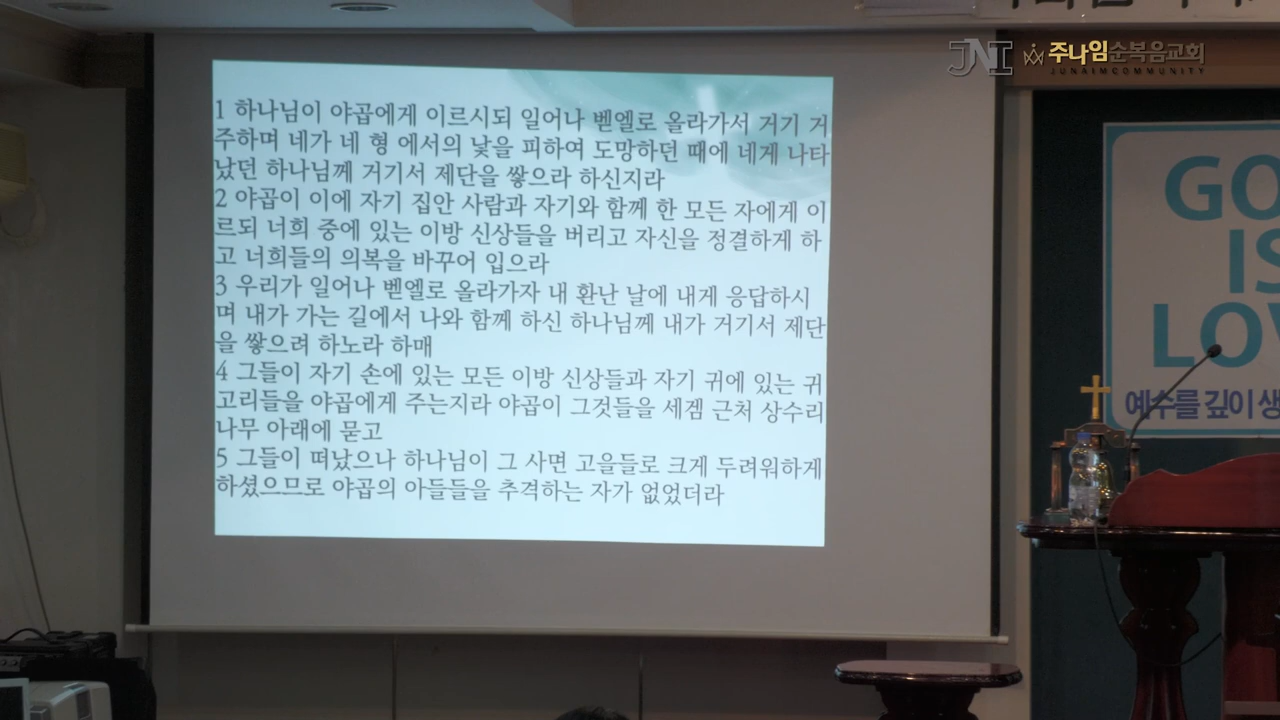 JNI 주나임순복음교회
JUNAIMCOMMUNITY
1 하나님이 야곱에게 이르시되 일어나 벧엘로 올라가서 거기 거
주하며 네가 네 형 에서의 낯을 피하여 도망하던 때에 네게 나타
났던 하나님께 거기서 제단을 쌓으라 하신지라
2 야곱이 이에 자기 집안 사람과 자기와 함께 한 모든 자에게 이
르되 너희 중에 있는 이방 신상들을 버리고 자신을 정결하게 하
고 너희들의 의복을 바꾸어 입으라
3 우리가 일어나 벧엘로 올라가자 내 환난 날에 내게 응답하시
며 내가 가는 길에서 나와 함께 하신 하나님께 내가 거기서 제단
을 쌓으려 하노라 하매
4 그들이 자기 손에 있는 모든 이방 신상들과 자기 귀에 있는 귀
고리들을 야곱에게 주는지라 야곱이 그것들을 세겜 근처 상수리
나무 아래에 묻고
5 그들이 떠났으나 하나님이 그 사면 고을들로 크게 두려워하게
하셨으므로 야곱의 아들들을 추격하는 자가 없었더라
GO
IS
LOV
예수를 깊이 생